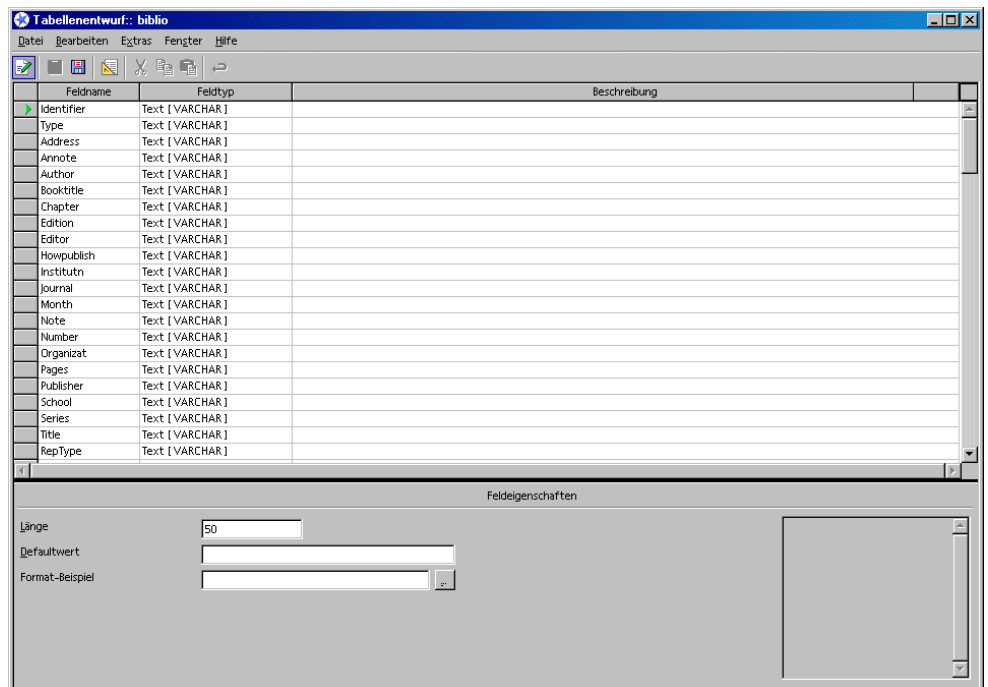 Tabellenentwurf:: biblio
Datei Bearbeiten Extras Fenster Hilfe
Feldname Feldtyp Beschreibung
Identifier Text [ VARCHAR ]
Type Text [ VARCHAR ]
Address Text [ VARCHAR ]
Annote Text [ VARCHAR ]
Author Text [ VARCHAR ]
Booktitle Text [ VARCHAR ]
Chapter Text [ VARCHAR ]
Edition Text [ VARCHAR ]
Editor Text [ VARCHAR ]
Howpublish Text [ VARCHAR ]
Institutn Text [ VARCHAR ]
Journal Text [ VARCHAR ]
Month Text [ VARCHAR ]
Note Text [ VARCHAR ]
Number Text [ VARCHAR ]
Organizat Text [ VARCHAR ]
Pages Text [ VARCHAR ]
Publisher Text [ VARCHAR ]
School Text [ VARCHAR ]
Series Text [ VARCHAR ]
Title Text [ VARCHAR ]
RepType Text [ VARCHAR ]
Feldeigenschaften
Länge 50
Defaultwert
Format-Beispiel ...